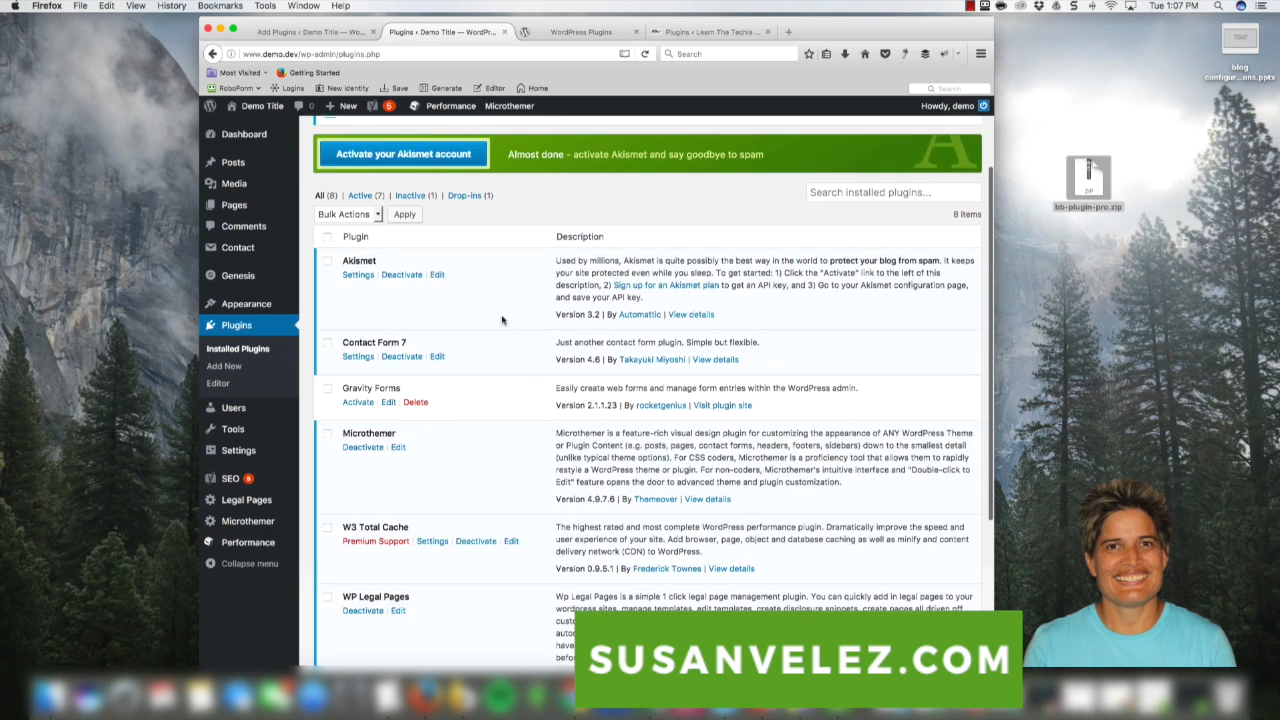 Firefox File Edit View History Bookmarks Tools Window Help
Tue 1:07 PM
Add Plugins ‹ Demo Title — Wo...
Plugins ‹ Demo Title — WordPr...
WordPress Plugins
Plugins ‹ Learn The Techie ...
www.demo.dev/wp-admin/plugins.php
Search
Most Visited
Getting Started
RoboForm
Logins
New Identity
Save
Generate
Editor
Home
Search
Demo Title
0
New
5
Performance
Microthemer
Howdy, demo
Dashboard
Posts
Media
Pages
Comments
Contact
Genesis
Appearance
Plugins
Installed Plugins
Add New
Editor
Users
Tools
Settings
SEO 5
Legal Pages
Microthemer
Performance
Collapse menu
Activate your Akismet account
Almost done - activate Akismet and say goodbye to spam
A
All (8) | Active (7) | Inactive (1) | Drop-ins (1)
Search installed plugins...
Bulk Actions
Apply
8 items
Plugin
Description
Akismet
Settings | Deactivate | Edit
Used by millions, Akismet is quite possibly the best way in the world to protect your blog from spam. It keeps
your site protected even while you sleep. To get started: 1) Click the "Activate" link to the left of this
description, 2) Sign up for an Akismet plan to get an API key, and 3) Go to your Akismet configuration page,
and save your API key.
Version 3.2 | By Automattic | View details
Contact Form 7
Settings | Deactivate | Edit
Just another contact form plugin. Simple but flexible.
Version 4.6 | By Takayuki Miyoshi | View details
Gravity Forms
Activate | Edit | Delete
Easily create web forms and manage form entries within the WordPress admin.
Version 2.1.1.23 | By rocketgenius | Visit plugin site
Microthemer
Deactivate | Edit
Microthemer is a feature-rich visual design plugin for customizing the appearance of ANY WordPress Theme
or Plugin Content (e.g. posts, pages, contact forms, headers, footers, sidebars) down to the smallest detail
(unlike typical theme options). For CSS coders, Microthemer is a proficiency tool that allows them to rapidly
restyle a WordPress theme or plugin. For non-coders, Microthemer's intuitive interface and "Double-click to
Edit" feature opens the door to advanced theme and plugin customization.
Version 4.9.7.6 | By Themeover | View details
W3 Total Cache
Premium Support | Settings | Deactivate | Edit
The highest rated and most complete WordPress performance plugin. Dramatically improve the speed and
user experience of your site. Add browser, page, object and database caching as well as minify and content
delivery network (CDN) to WordPress.
Version 0.9.5.1 | By Frederick Townes | View details
WP Legal Pages
Deactivate | Edit
Wp Legal Pages is a simple 1 click legal page management plugin. You can quickly add in legal pages to your
SUSANVELEZ.COM
blog
configur...ons.pptx
ZIP
bb-plugin-pro.zip